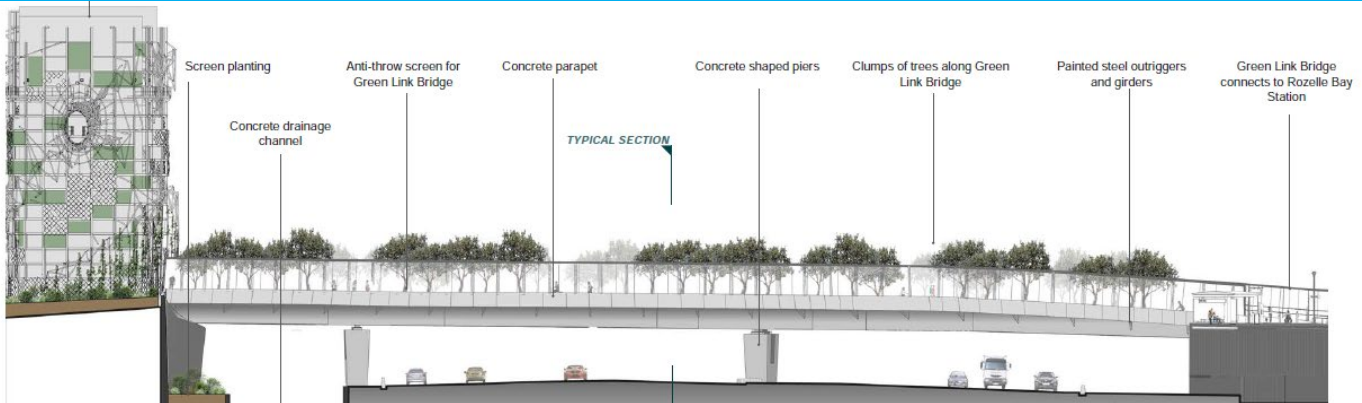 Screen planting
Concrete drainage
channel
Anti-throw screen for
Green Link Bridge
Concrete parapet
TYPICAL SECTION
Concrete shaped piers
Clumps of trees along Green
Link Bridge
Painted steel outriggers
and girders
Green Link Bridge
connects to Rozelle Bay
Station